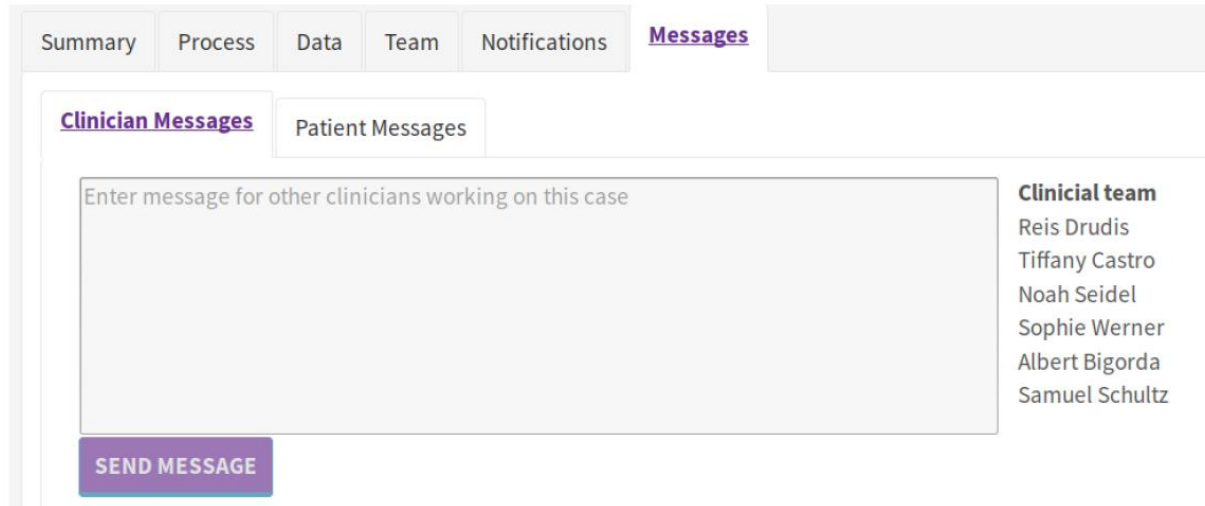 Summary Process Data Team Notifications Messages
Clinician Messages Patient Messages
Enter message for other clinicians working on this case
Clinicial team
Reis Drudis
Tiffany Castro
Noah Seidel
Sophie Werner
Albert Bigorda
Samuel Schultz
SEND MESSAGE